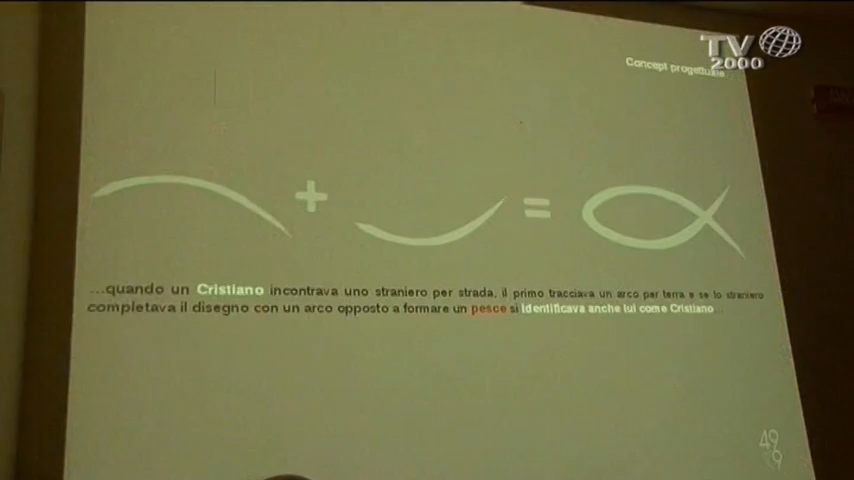 TV
2000
Concept progettuale
+ =
...quando un Cristiano incontrava uno straniero per strada, il primo tracciava un arco per terra e se lo straniero
completava il disegno con un arco opposto a formare un pesce si identificava anche lui come Cristiano...
49
9